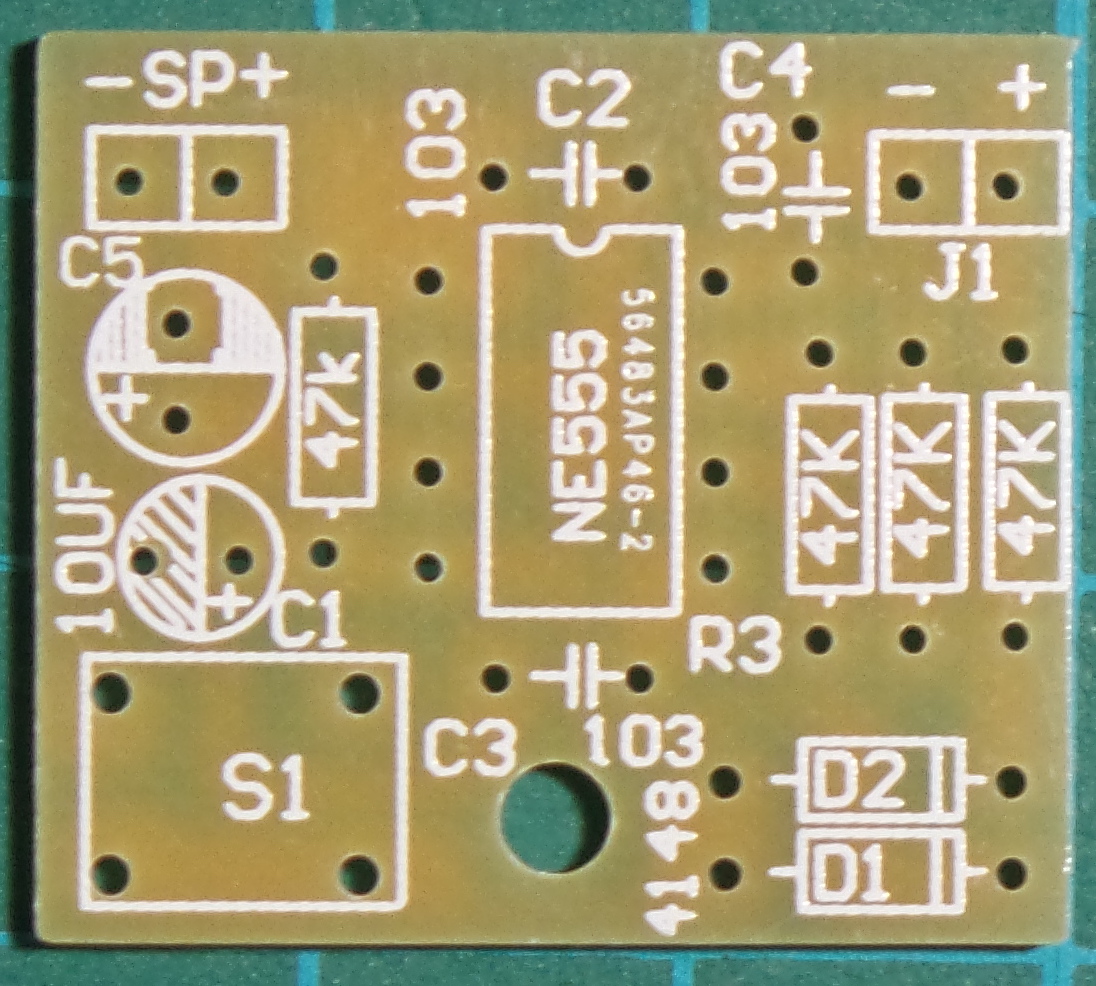 -SP+
103
C2
C4
103
- +
J1
C5
+
47K
NE555
56483AP46-2
47K
47K
47K
10UF
+
C1
R3
S1
C3
103
4148
D2
D1